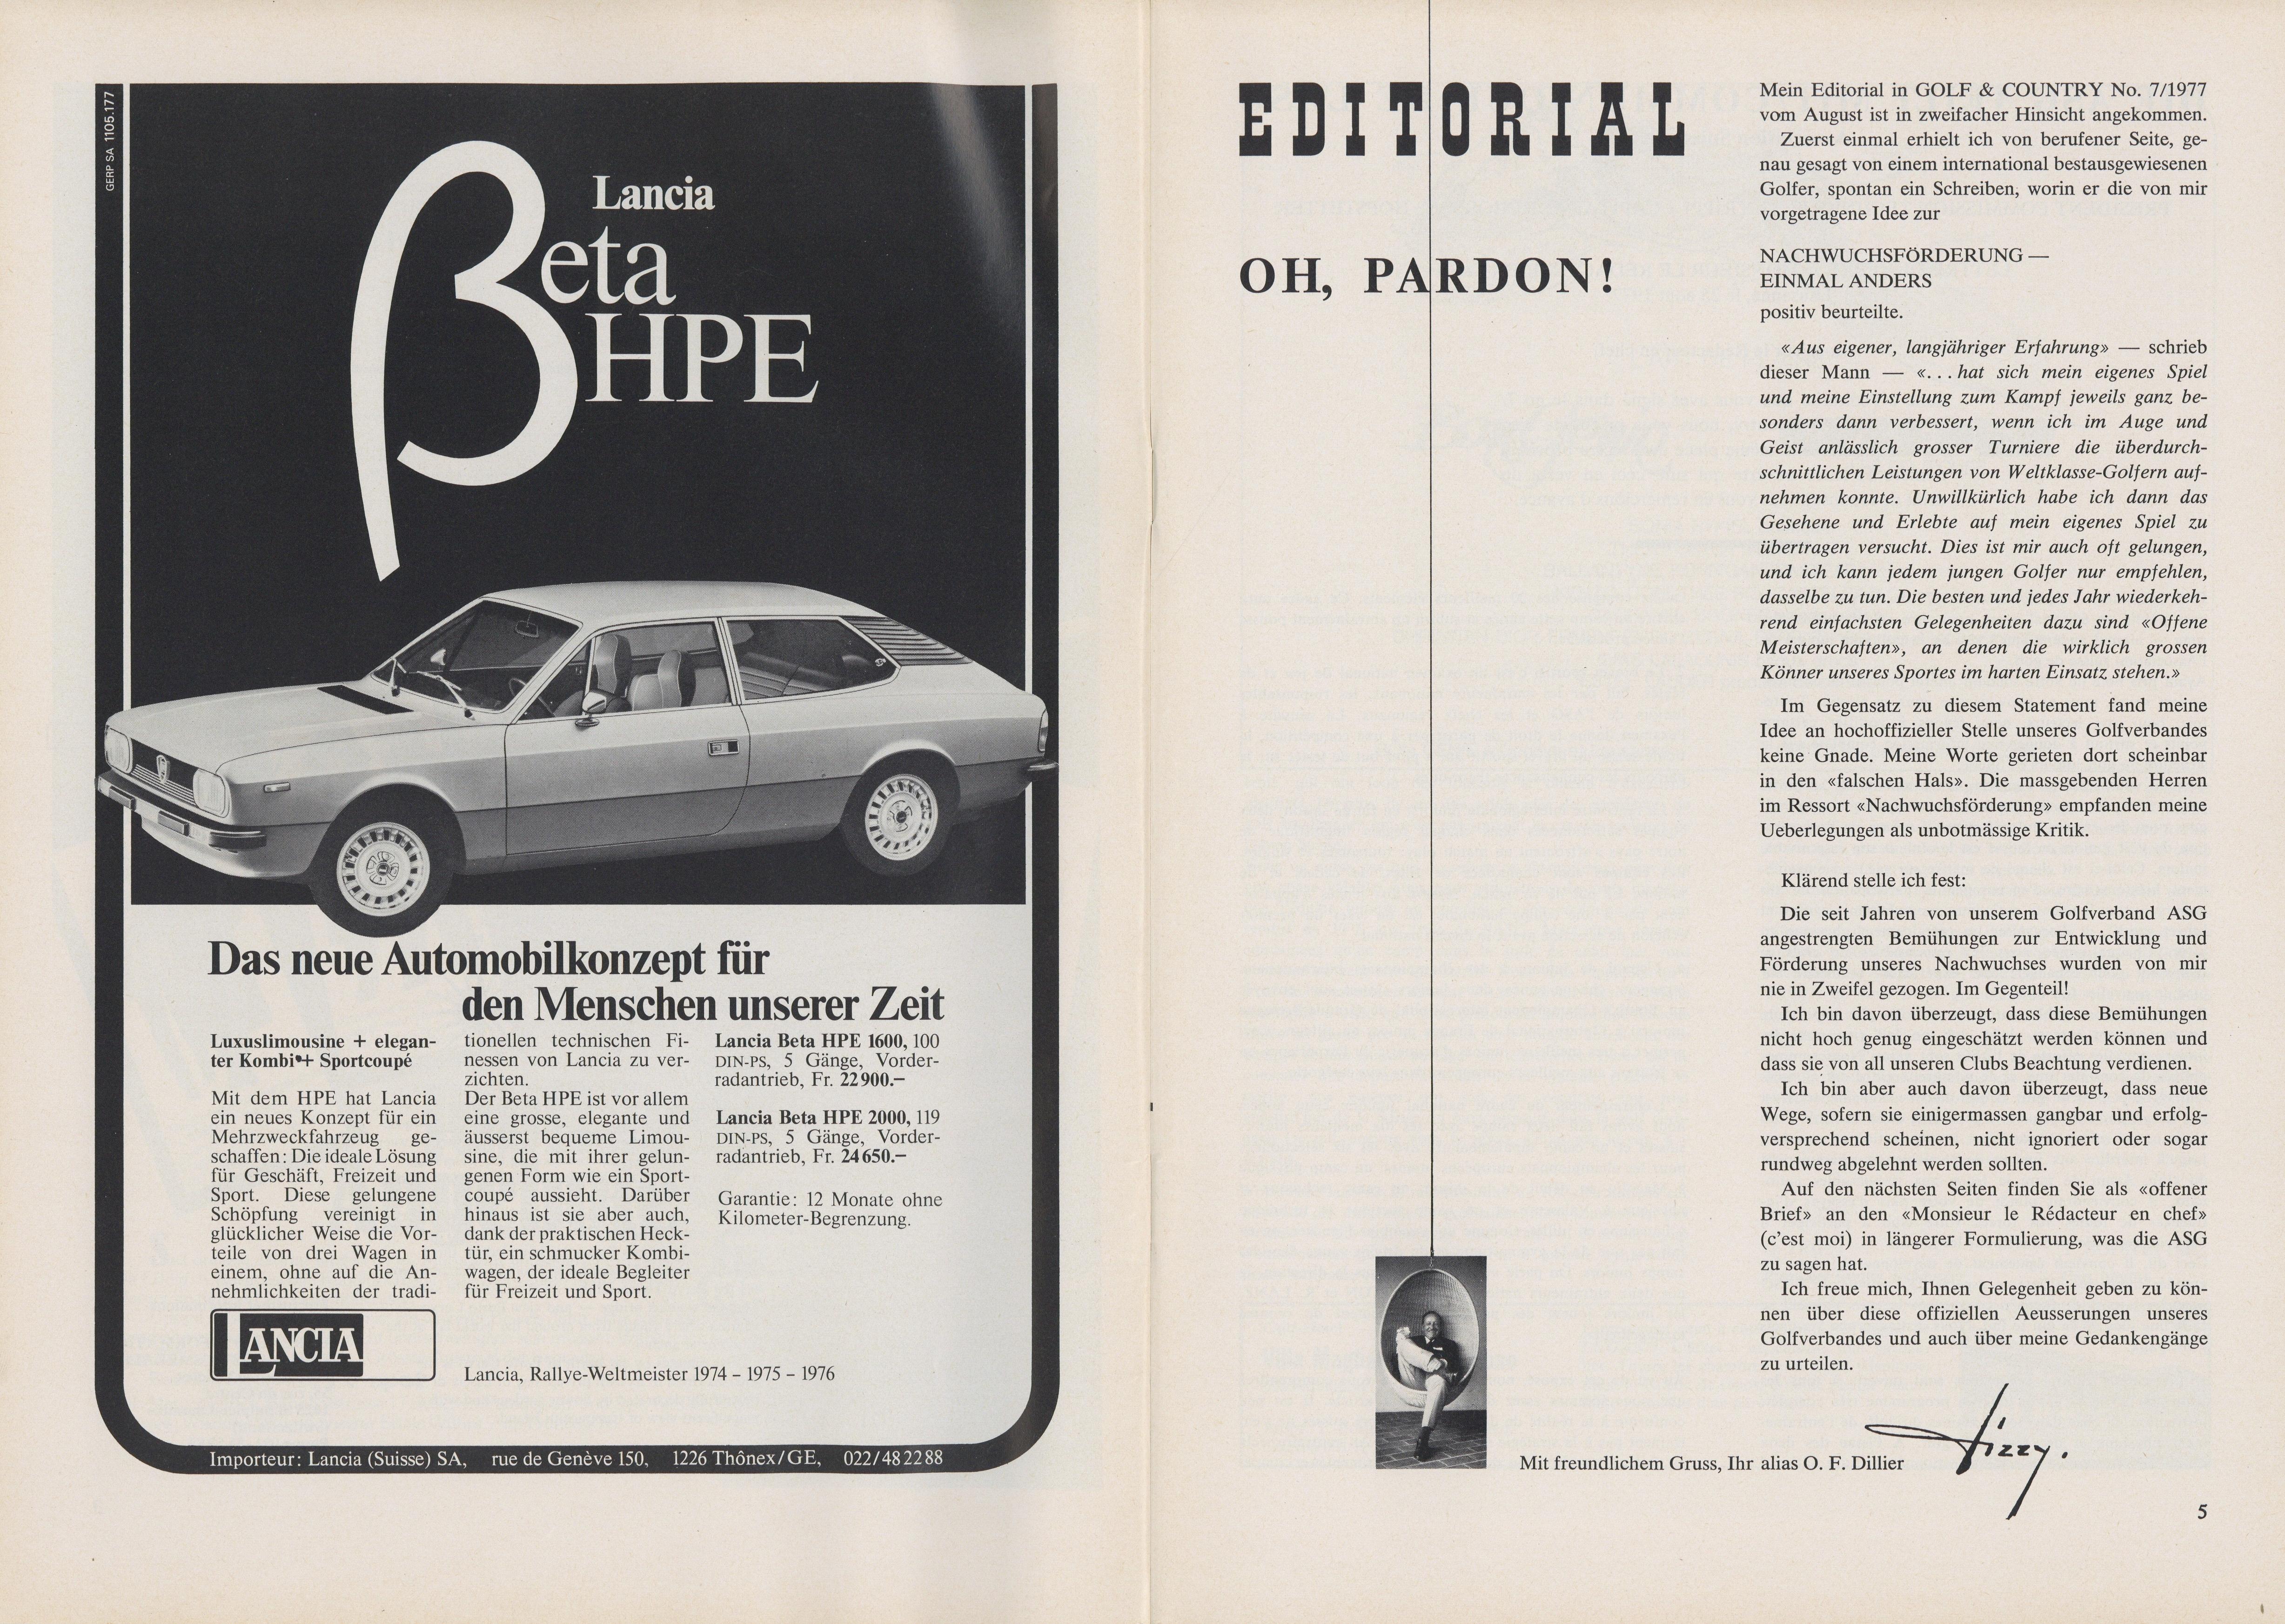 GERP SA 1105.177
Lancia
Beta
HPE
Das neue Automobilkonzept für
den Menschen unserer Zeit
Luxuslimousine + elegan-
ter Kombi + Sportcoupé
Mit dem HPE hat Lancia
ein neues Konzept für ein
Mehrzweckfahrzeug ge-
schaffen: Die ideale Lösung
für Geschäft, Freizeit und
Sport. Diese gelungene
Schöpfung vereinigt in
glücklicher Weise die Vor-
teile von drei Wagen in
einem, ohne auf die An-
nehmlichkeiten der tradi-
tionellen technischen Fi-
nessen von Lancia zu ver-
zichten.
Der Beta HPE ist vor allem
eine grosse, elegante und
äusserst bequeme Limou-
sine, die mit ihrer gelun-
genen Form wie ein Sport-
coupé aussieht. Darüber
hinaus ist sie aber auch,
dank der praktischen Heck-
tür, ein schmucker Kombi-
wagen, der ideale Begleiter
für Freizeit und Sport.
Lancia Beta HPE 1600, 100
DIN-PS, 5 Gänge, Vorder-
radantrieb, Fr. 22900.–
Lancia Beta HPE 2000, 119
DIN-PS, 5 Gänge, Vorder-
radantrieb, Fr. 24650.–
Garantie: 12 Monate ohne
Kilometer-Begrenzung.
LANCIA
Lancia, Rallye-Weltmeister 1974 – 1975 – 1976
Importeur: Lancia (Suisse) SA, rue de Genève 150, 1226 Thônex/GE, 022/48 22 88
EDITORIAL
OH, PARDON!
Mein Editorial in GOLF & COUNTRY No. 7/1977
vom August ist in zweifacher Hinsicht angekommen.
Zuerst einmal erhielt ich von berufener Seite, ge-
nau gesagt von einem international bestausgewiesenen
Golfer, spontan ein Schreiben, worin er die von mir
vorgetragene Idee zur
NACHWUCHSFÖRDERUNG —
EINMAL ANDERS
positiv beurteilte.
«Aus eigener, langjähriger Erfahrung» — schrieb
dieser Mann — «. . . hat sich mein eigenes Spiel
und meine Einstellung zum Kampf jeweils ganz be-
sonders dann verbessert, wenn ich im Auge und
Geist anlässlich grosser Turniere die überdurch-
schnittlichen Leistungen von Weltklasse-Golfern auf-
nehmen konnte. Unwillkürlich habe ich dann das
Gesehene und Erlebte auf mein eigenes Spiel zu
übertragen versucht. Dies ist mir auch oft gelungen,
und ich kann jedem jungen Golfer nur empfehlen,
dasselbe zu tun. Die besten und jedes Jahr wiederkeh-
rend einfachsten Gelegenheiten dazu sind «Offene
Meisterschaften», an denen die wirklich grossen
Könner unseres Sportes im harten Einsatz stehen.»
Im Gegensatz zu diesem Statement fand meine
Idee an hochoffizieller Stelle unseres Golfverbandes
keine Gnade. Meine Worte gerieten dort scheinbar
in den «falschen Hals». Die massgebenden Herren
im Ressort «Nachwuchsförderung» empfanden meine
Ueberlegungen als unbotmässige Kritik.
Klärend stelle ich fest:
Die seit Jahren von unserem Golfverband ASG
angestrengten Bemühungen zur Entwicklung und
Förderung unseres Nachwuchses wurden von mir
nie in Zweifel gezogen. Im Gegenteil!
Ich bin davon überzeugt, dass diese Bemühungen
nicht hoch genug eingeschätzt werden können und
dass sie von all unseren Clubs Beachtung verdienen.
Ich bin aber auch davon überzeugt, dass neue
Wege, sofern sie einigermassen gangbar und erfolg-
versprechend scheinen, nicht ignoriert oder sogar
rundweg abgelehnt werden sollten.
Auf den nächsten Seiten finden Sie als «offener
Brief» an den «Monsieur le Rédacteur en chef»
(c'est moi) in längerer Formulierung, was die ASG
zu sagen hat.
Ich freue mich, Ihnen Gelegenheit geben zu kön-
nen über diese offiziellen Aeusserungen unseres
Golfverbandes und auch über meine Gedankengänge
zu urteilen.
Mit freundlichem Gruss, Ihr alias O. F. Dillier
5